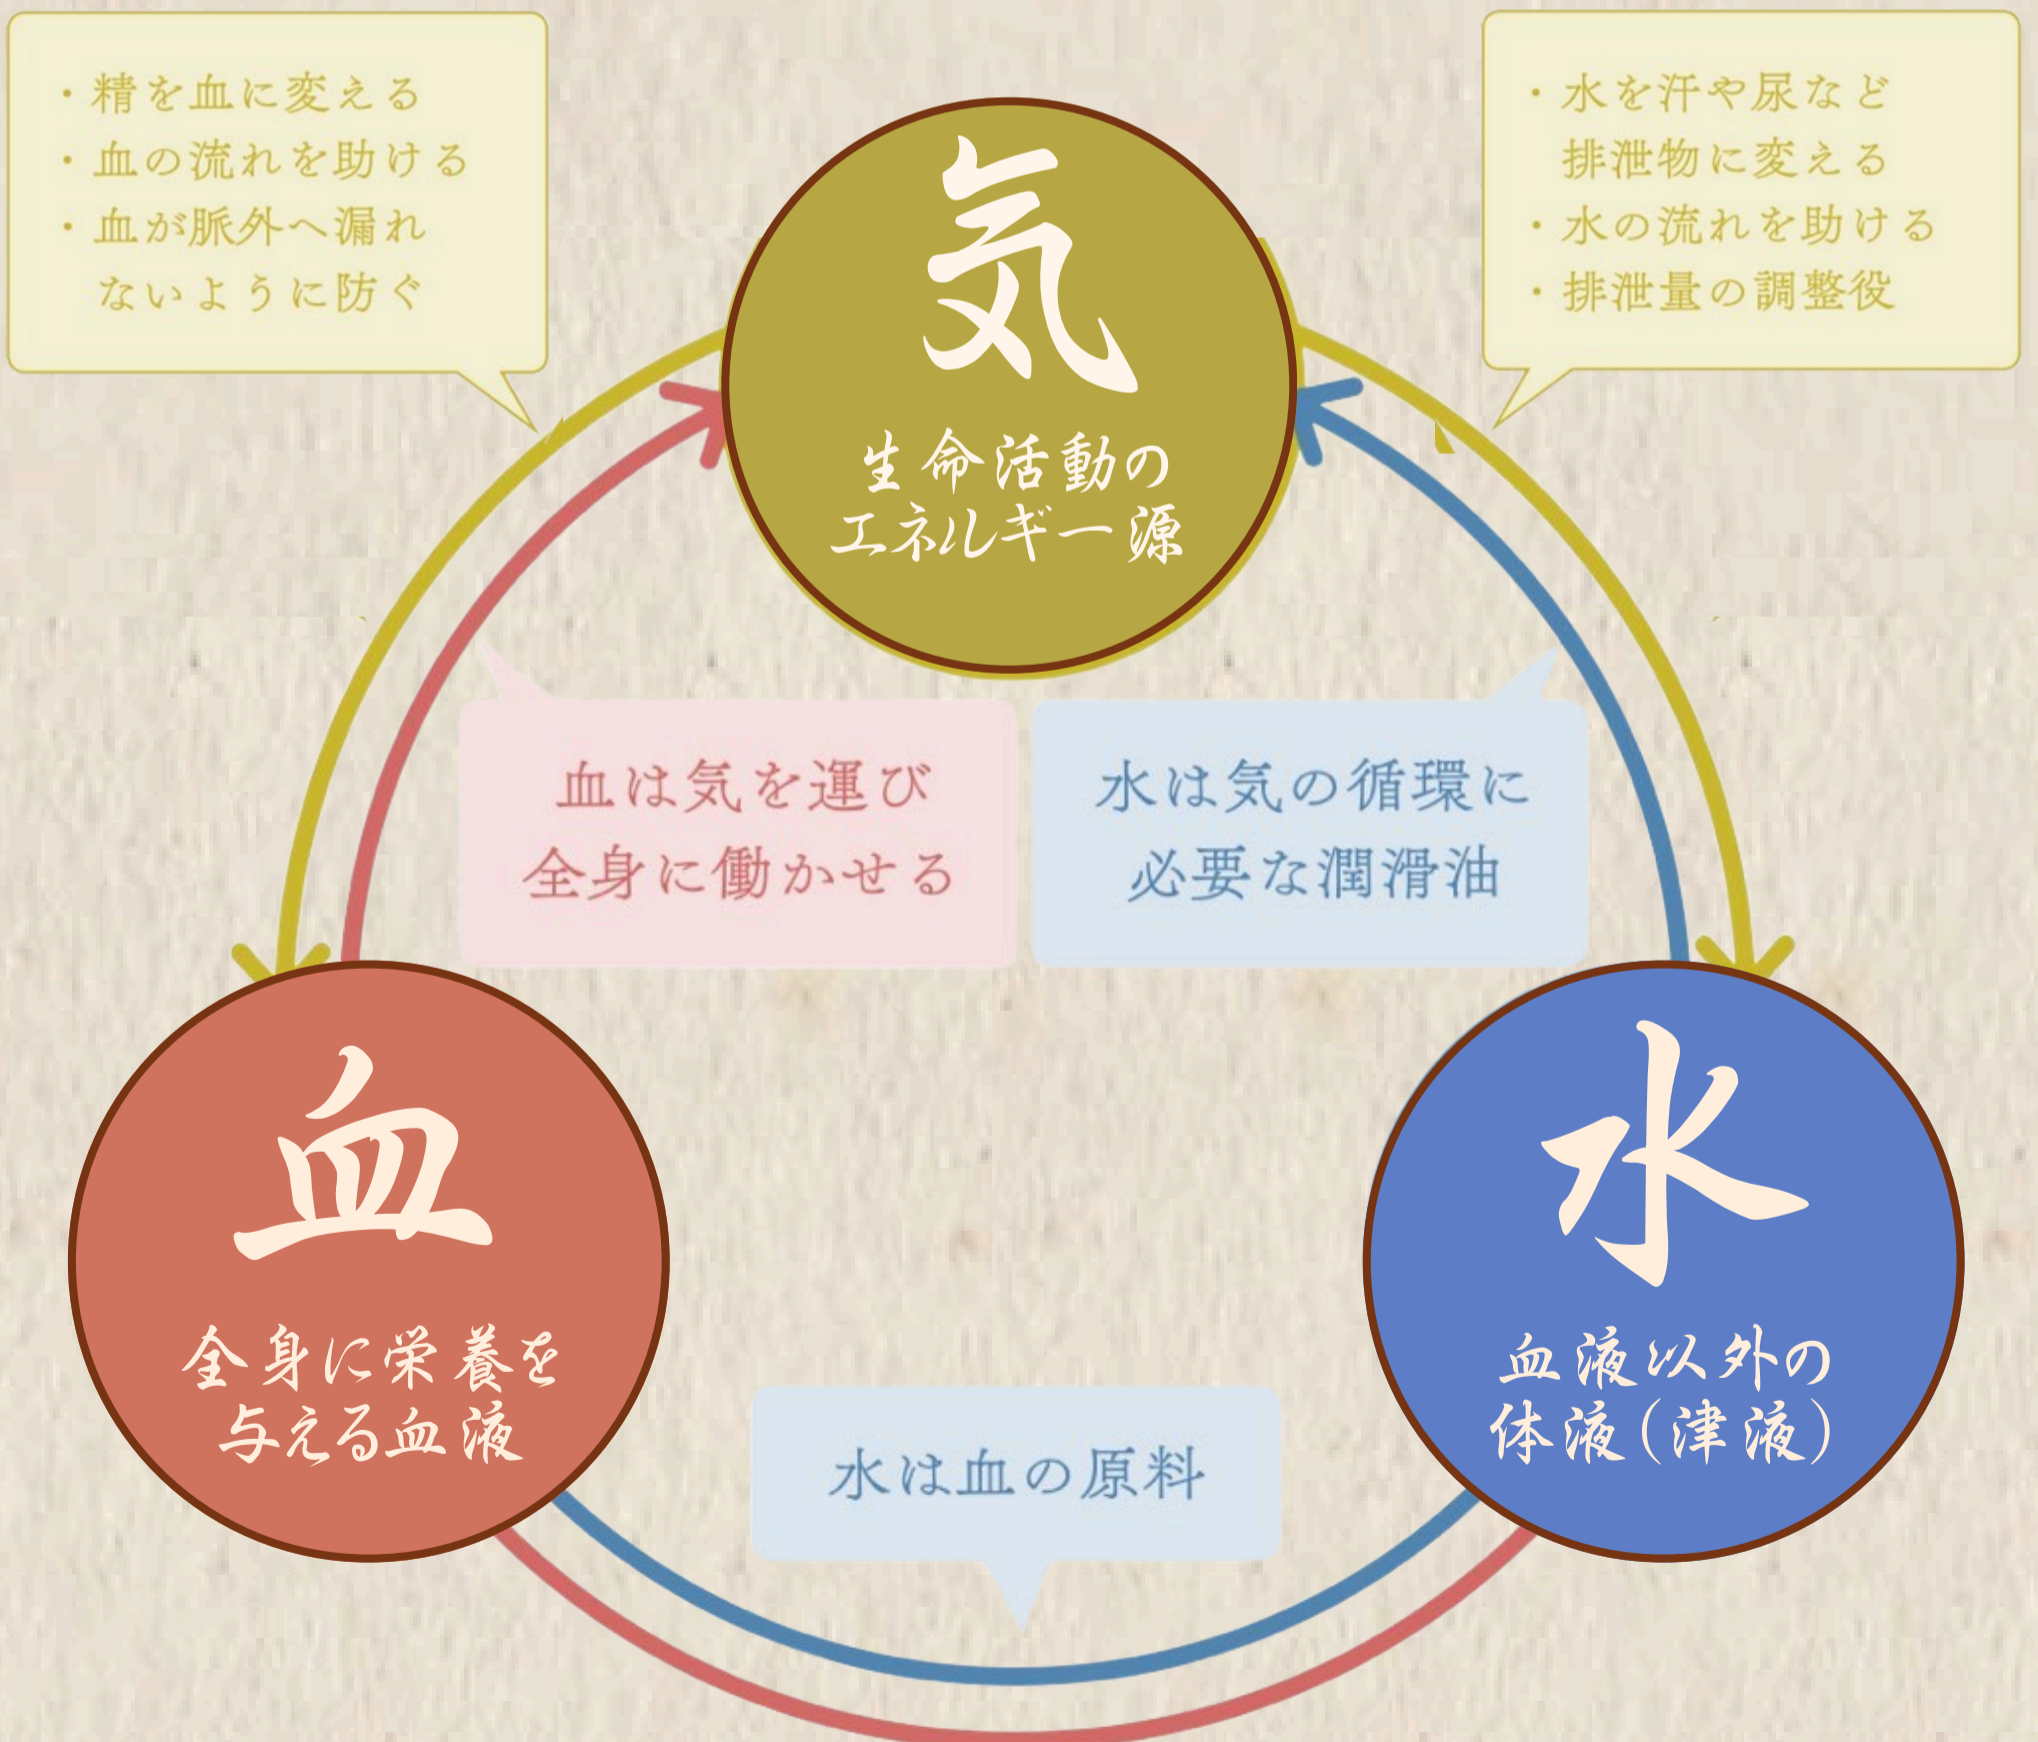 ・精を血に変える
・血の流れを助ける
・血が脈外へ漏れ
ないように防ぐ
気
生命活動の
エネルギー源
・水を汗や尿など
排泄物に変える
・水の流れを助ける
・排泄量の調整役
血は気を運び
全身に働かせる
水は気の循環に
必要な潤滑油
血
全身に栄養を
与える血液
水
血液以外の
体液(津液)
水は血の原料